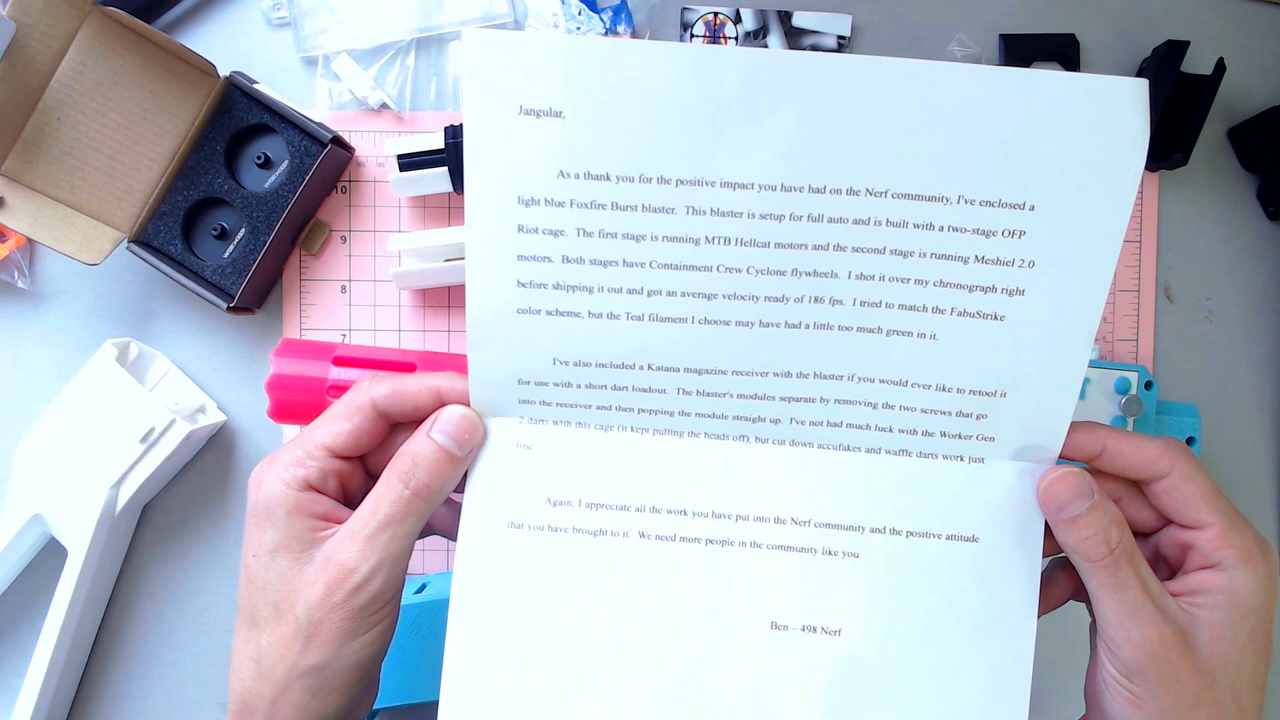 Jangular,
As a thank you for the positive impact you have had on the Nerf community, I've enclosed a
light blue Foxfire Burst blaster. This blaster is setup for full auto and is built with a two-stage OFP
Riot cage. The first stage is running MTB Hellcat motors and the second stage is running Meshiel 2.0
motors. Both stages have Containment Crew Cyclone flywheels. I shot it over my chronograph right
before shipping it out and got an average velocity ready of 186 fps. I tried to match the FabuStrike
color scheme, but the Teal filament I choose may have had a little too much green in it.
I've also included a Katana magazine receiver with the blaster if you would ever like to retool it
for use with a short dart loadout. The blaster's modules separate by removing the two screws that go
into the receiver and then popping the module straight up. I've not had much luck with the Worker Gen
2 darts with this cage (it kept pulling the heads off), but cut down accufakes and waffle darts work just
fine
Again, I appreciate all the work you have put into the Nerf community and the positive attitude
that you have brought to it. We need more people in the community like you.
Ben – 498 Nerf
10
9
8
7